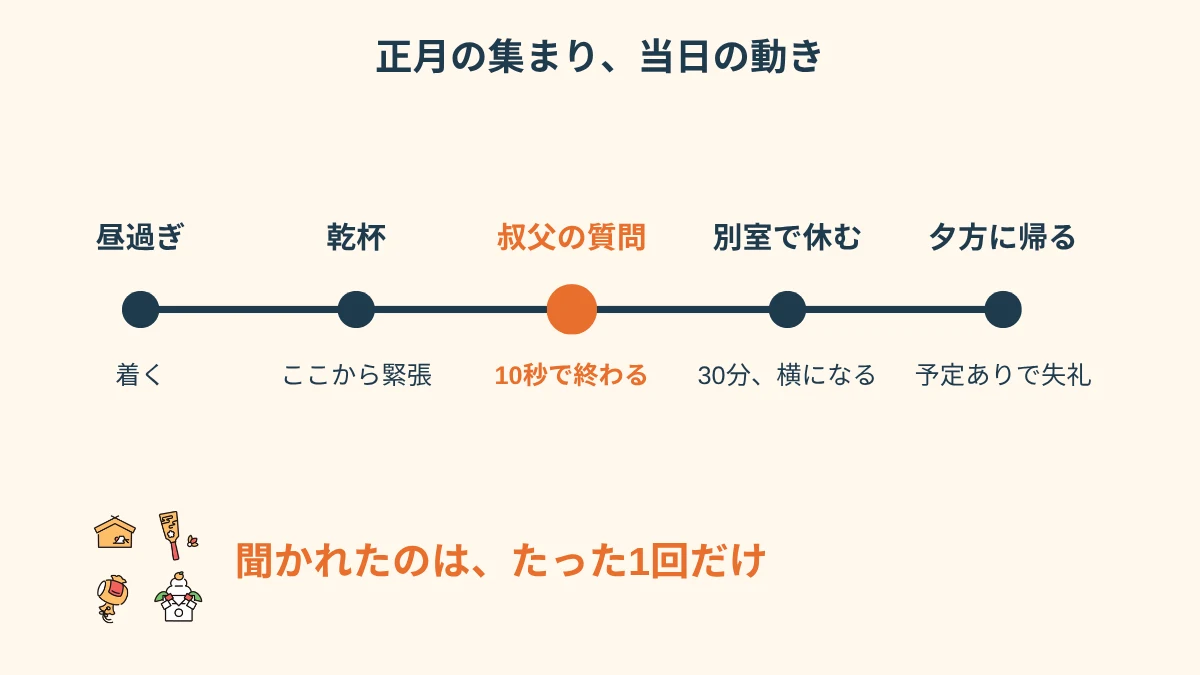 正月の集まり、当日の動き
昼過ぎ
乾杯
叔父の質問
別室で休む
夕方に帰る
着く
ここから緊張
10秒で終わる
30分、横になる
予定ありで失礼
聞かれたのは、たった1回だけ